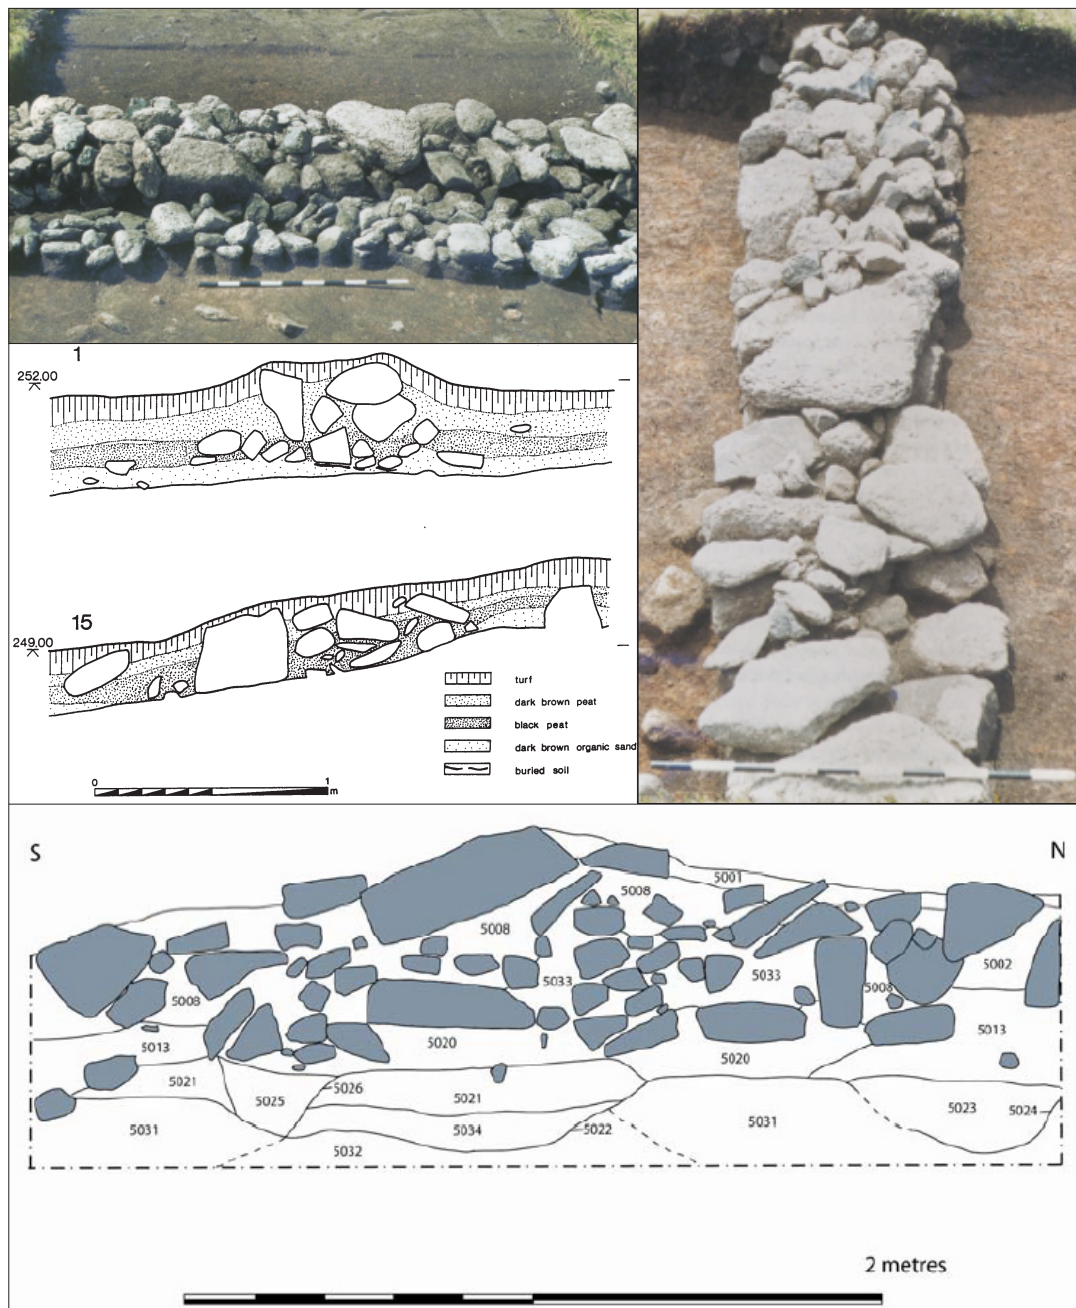 1
252.00
15
249.00
turf
dark brown peat
black peat
dark brown organic sand
buried soil
0 1
m
S N
5001
5008
5008
5033 5033 5002
5008 5008
5013 5020 5020 5013
5021 5026
5025 5021 5023 5024
5031 5034 5022 5031
5032
2 metres